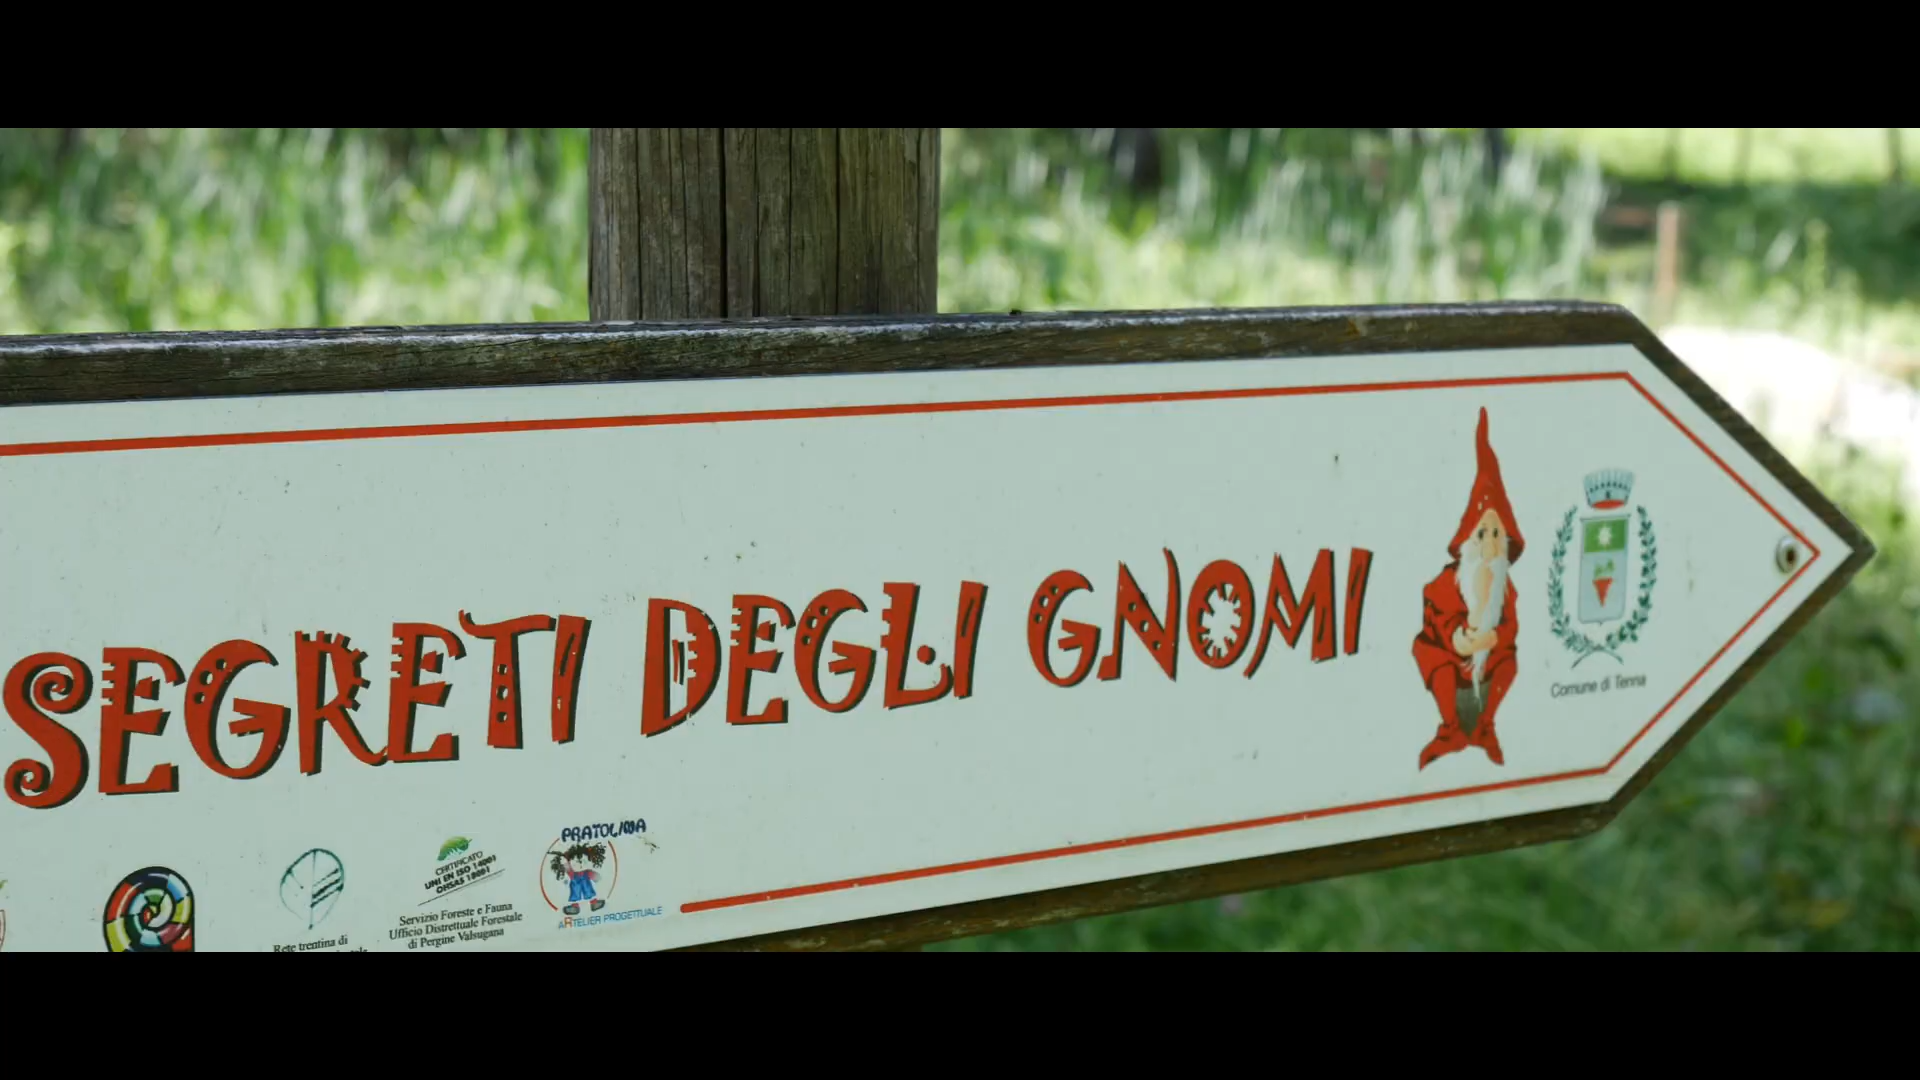 SEGRETI DEGLI GNOMI
Comune di Tenna
PRATOLINA
ARTELIER PROGETTUALE
CERTIFICATO
UNI EN ISO 14001
OHSAS 18001
Servizio Foreste e Fauna
Ufficio Distrettuale Forestale
di Pergine Valsugana
Rete trentina di